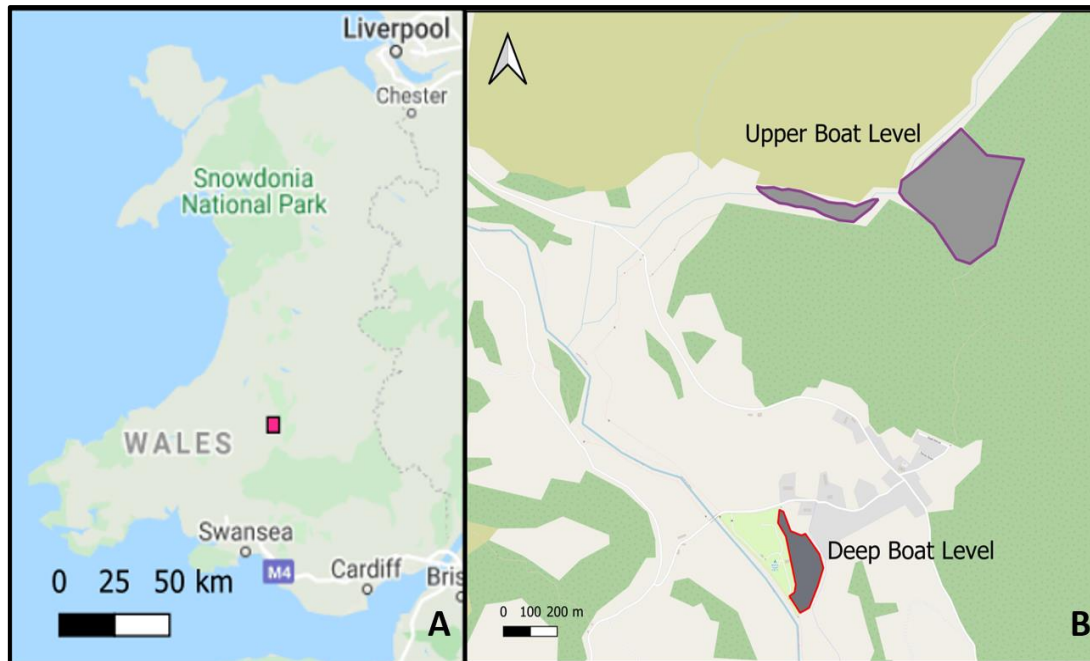 Liverpool
Chester
Snowdonia
National Park
WALES
Swansea
M4
Cardiff
Bris
0 25 50 km
A
Upper Boat Level
Deep Boat Level
0 100 200 m
B